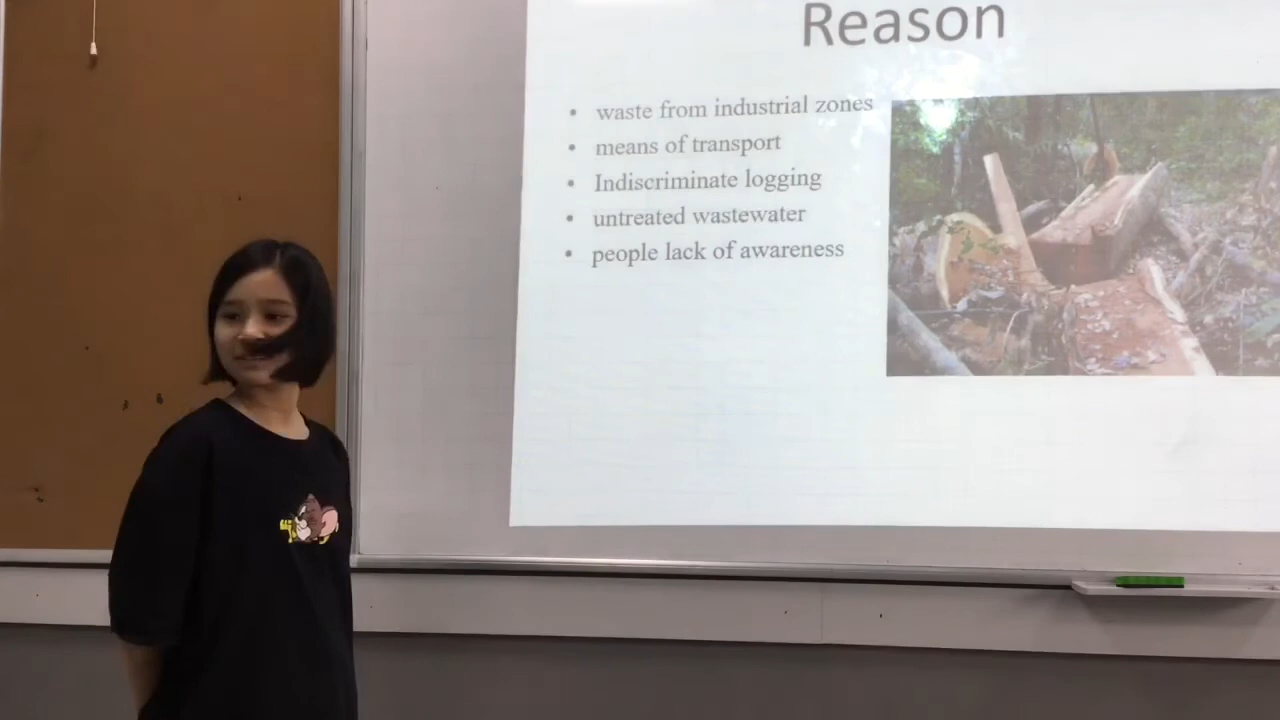 Reason
• waste from industrial zones
• means of transport
• Indiscriminate logging
• untreated wastewater
• people lack of awareness